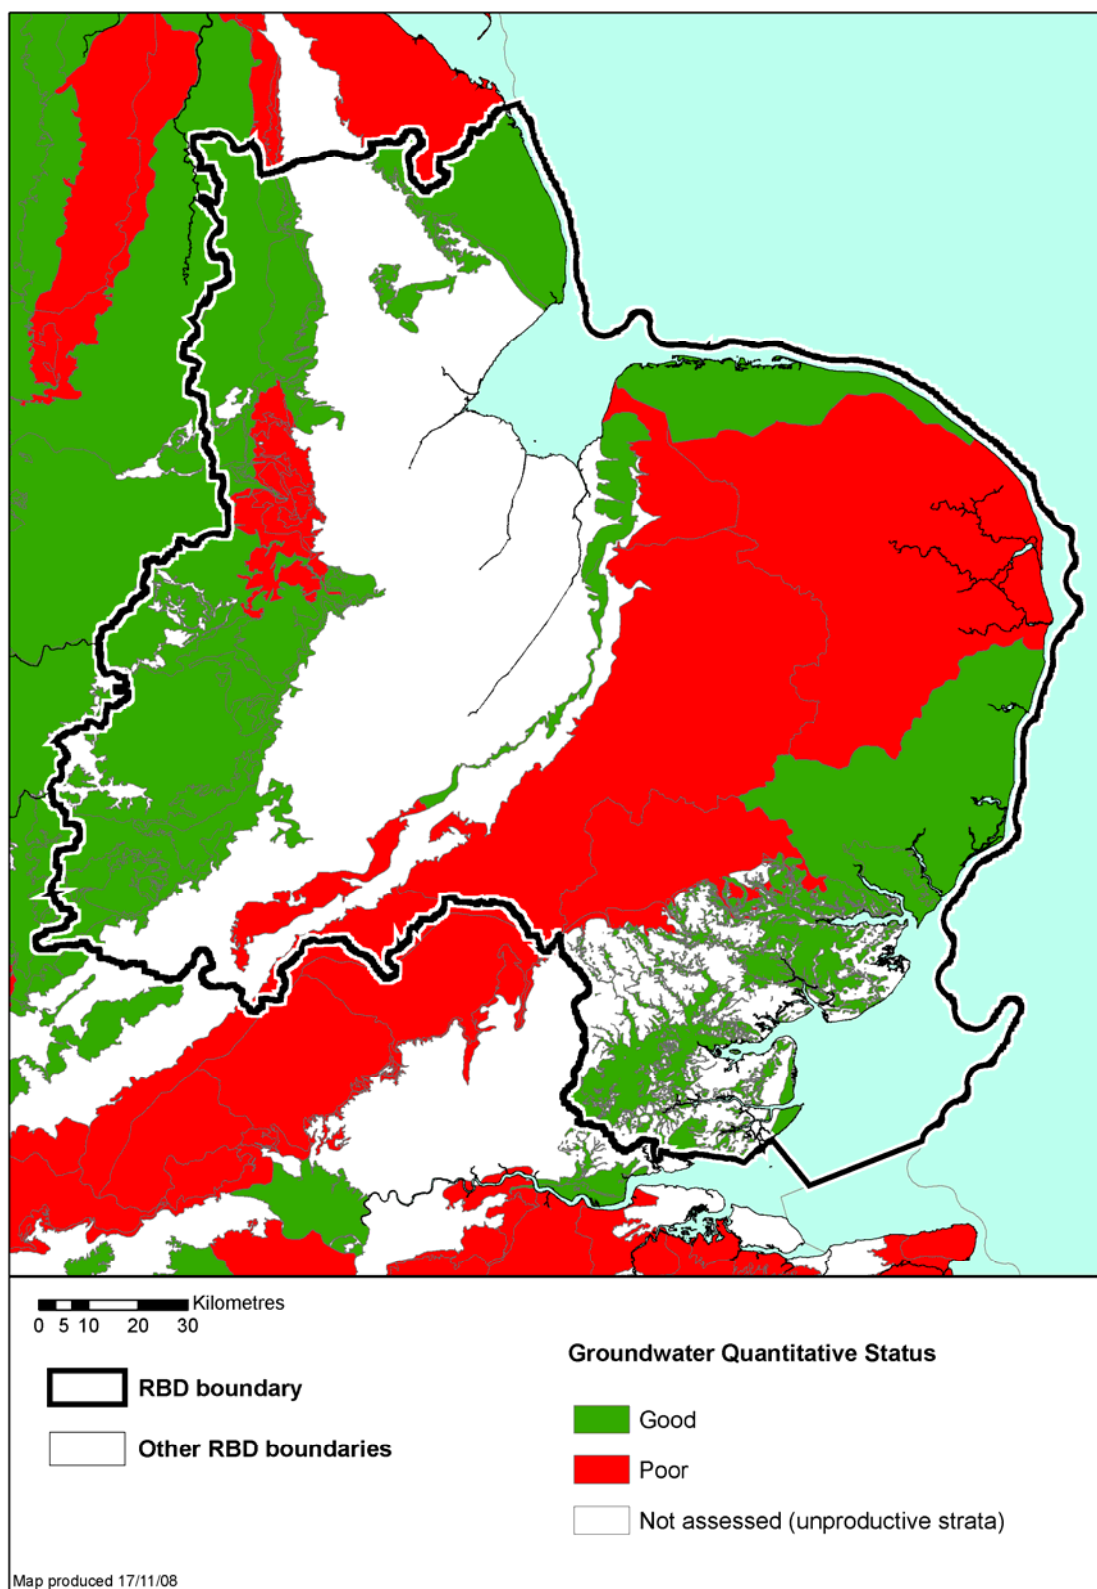 Kilometres
0 5 10 20 30
RBD boundary
Other RBD boundaries
Groundwater Quantitative Status
Good
Poor
Not assessed (unproductive strata)
Map produced 17/11/08